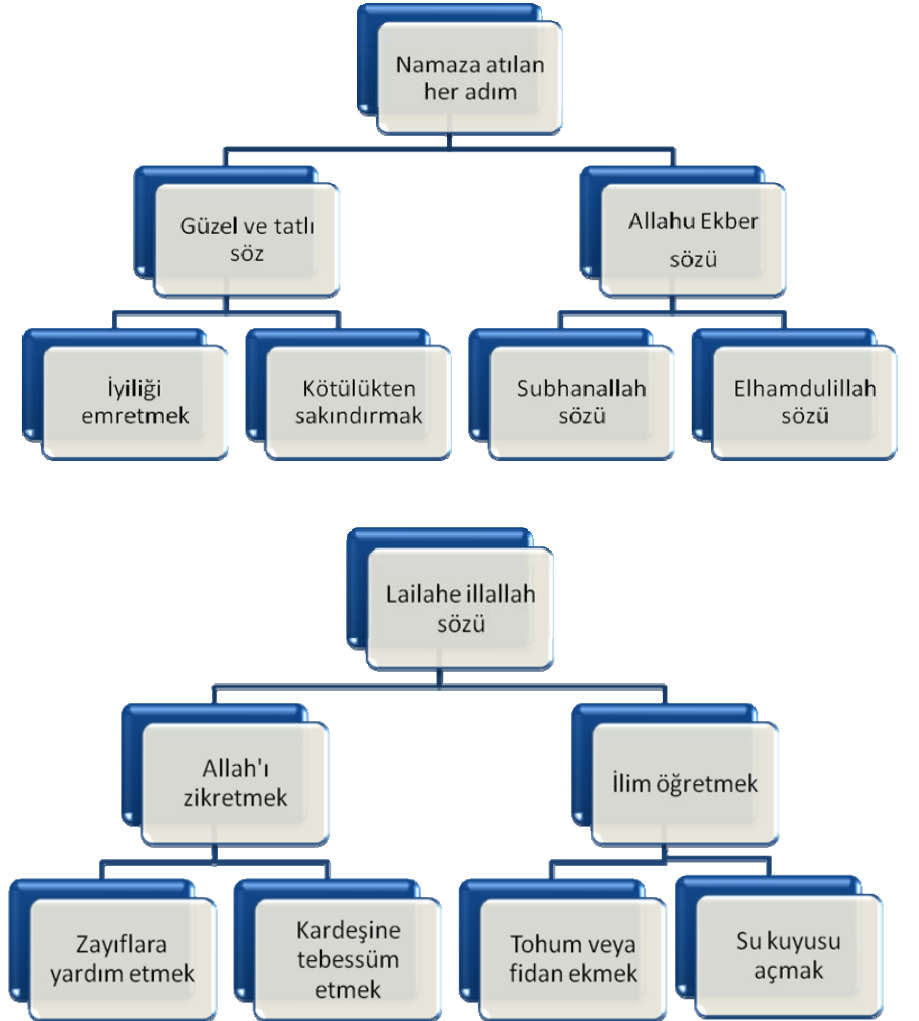 Namaza atılan
her adım
Güzel ve tatlı
söz
Allahu Ekber
sözü
İyiliği
emretmek
Kötülükten
sakındırmak
Subhanallah
sözü
Elhamdulillah
sözü
Lailahe illallah
sözü
Allah'ı
zikretmek
İlim öğretmek
Zayıflara
yardım etmek
Kardeşine
tebessüm
etmek
Tohum veya
fidan ekmek
Su kuyusu
açmak